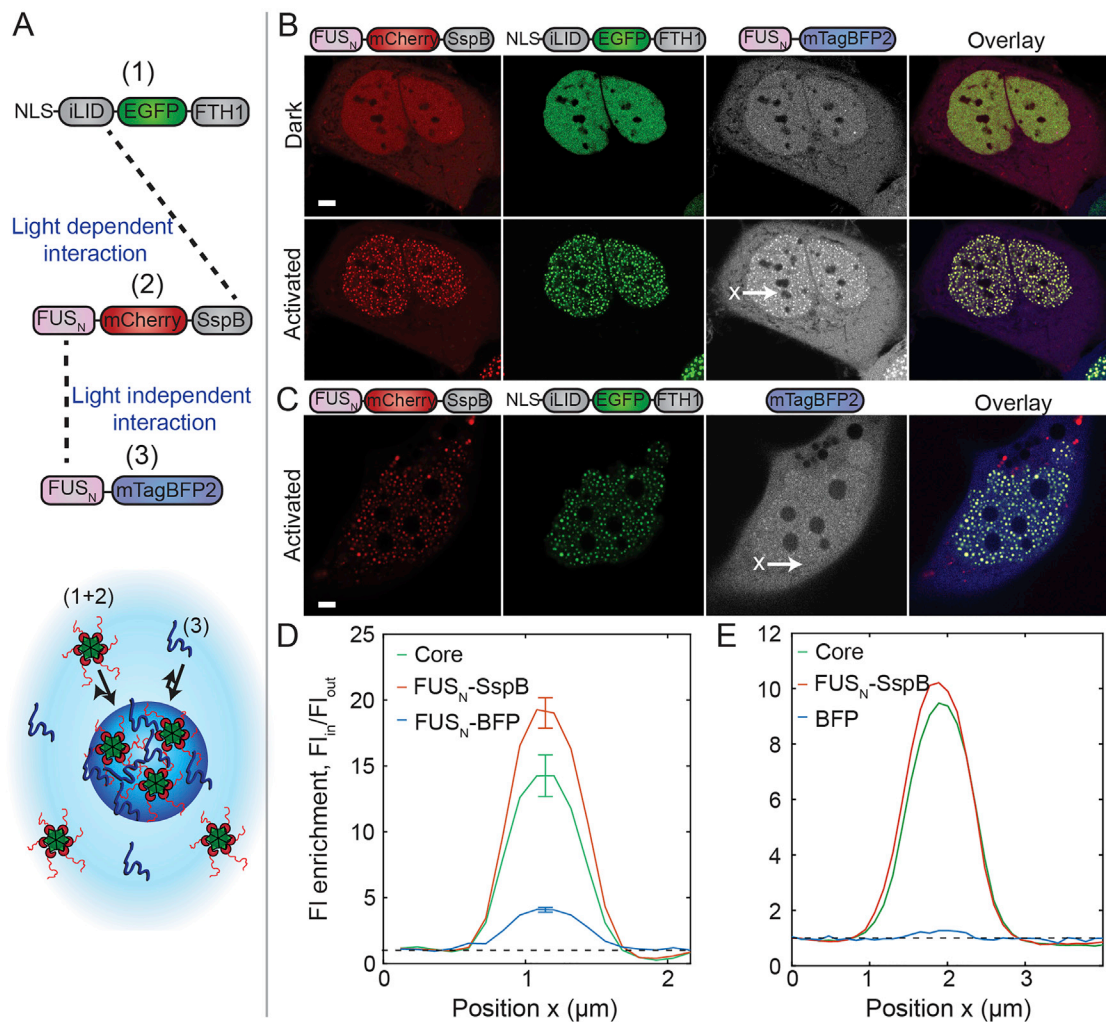 A
(1)
NLS iLID EGFP FTH1
Light dependent
interaction
(2)
FUSN mCherry SspB
Light independent
interaction
(3)
FUSN mTagBFP2
(1+2)
(3)
B
FUSN mCherry SspB NLS iLID EGFP FTH1 FUSN mTagBFP2 Overlay
Dark
Activated
x
C
FUSN mCherry SspB NLS iLID EGFP FTH1 mTagBFP2 Overlay
Activated
x
D
FI enrichment, FIin/FIout
25
20
15
10
5
0
Core
FUSN-SspB
FUSN-BFP
0 1 2
Position x (μm)
E
12
10
8
6
4
2
0
Core
FUSN-SspB
BFP
0 1 2 3
Position x (μm)